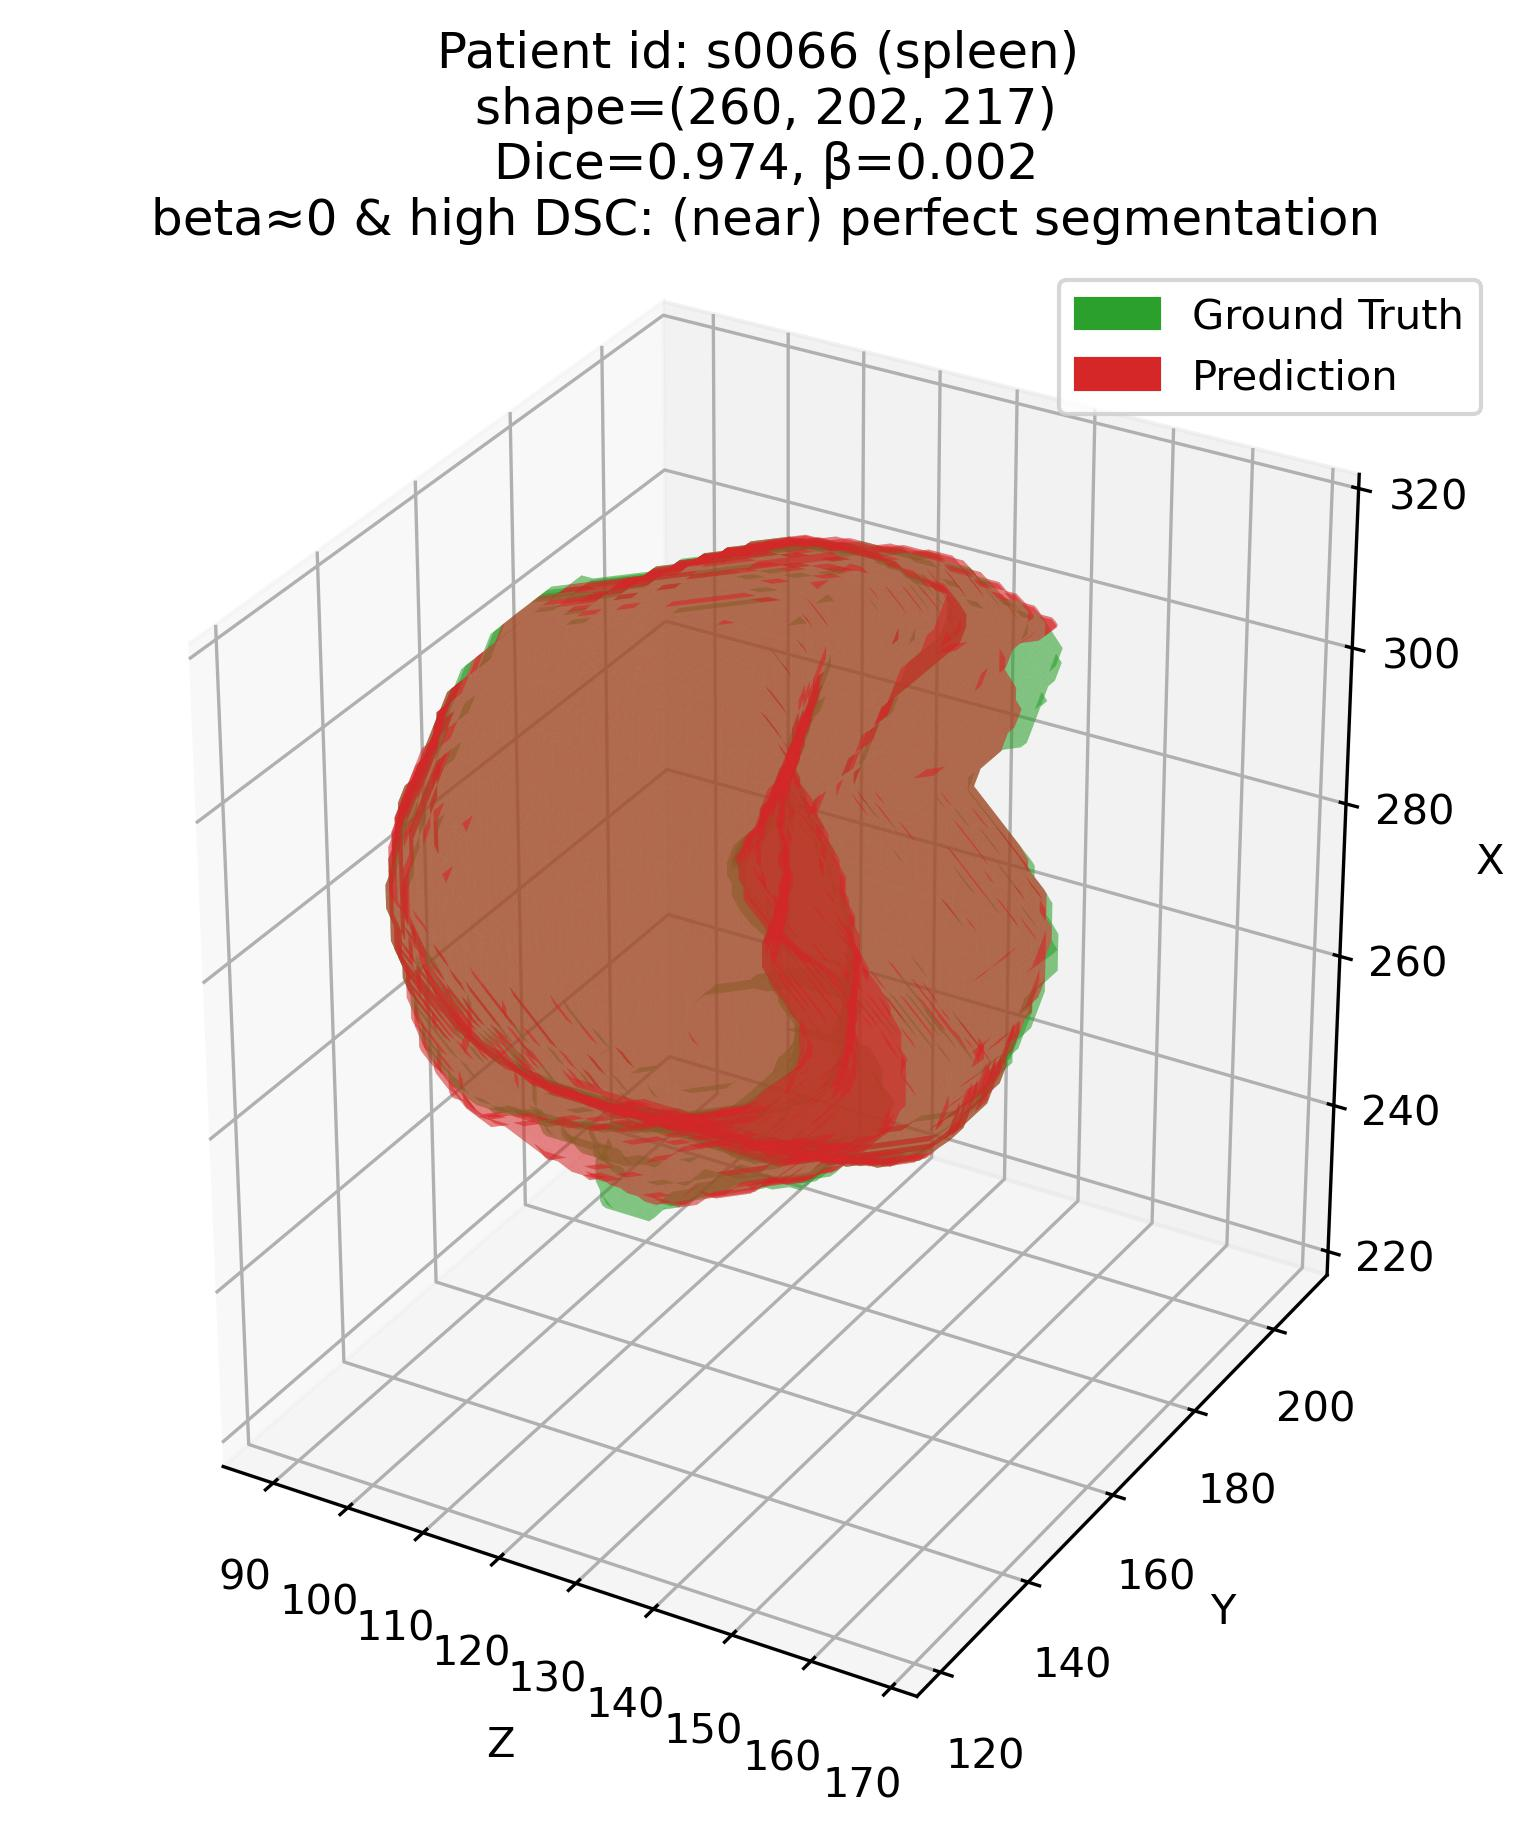 Patient id: s0066 (spleen)
shape=(260, 202, 217)
Dice=0.974, β=0.002
beta≈0 & high DSC: (near) perfect segmentation
Ground Truth
Prediction
320
300
280
X
260
240
220
200
180
160
Y
140
120
90
100
110
120
130
140
150
160
170
Z